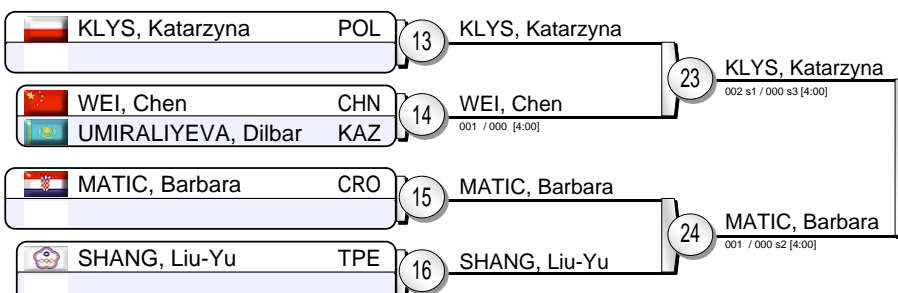 KLYS, Katarzyna POL
13
KLYS, Katarzyna
WEI, Chen CHN
UMIRALIYEVA, Dilbar KAZ
14
WEI, Chen
001 / 000 [4:00]
23
KLYS, Katarzyna
002 s1 / 000 s3 [4:00]
MATIC, Barbara CRO
15
MATIC, Barbara
SHANG, Liu-Yu TPE
16
SHANG, Liu-Yu
24
MATIC, Barbara
001 / 000 s2 [4:00]